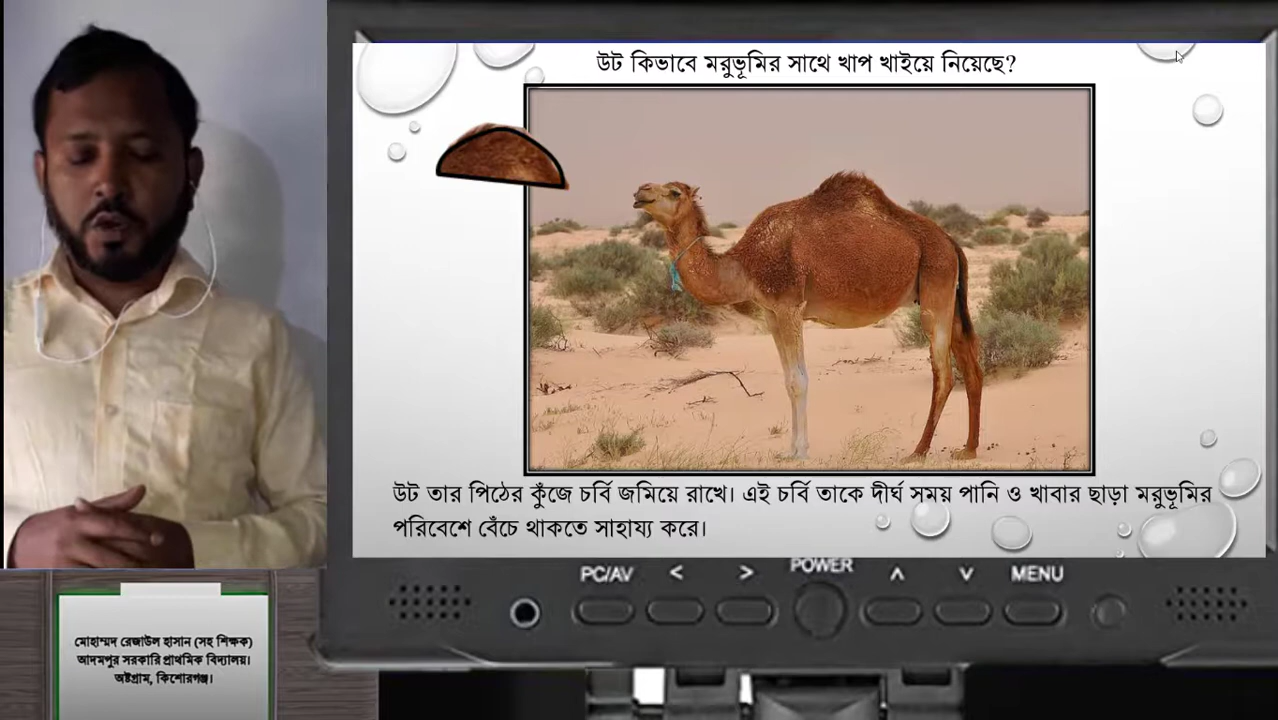 উট কিভাবে মরুভূমির সাথে খাপ খাইয়ে নিয়েছে?
উট তার পিঠের কুঁজে চর্বি জমিয়ে রাখে। এই চর্বি তাকে দীর্ঘ সময় পানি ও খাবার ছাড়া মরুভূমির
পরিবেশে বেঁচে থাকতে সাহায্য করে।
PC/AV < > POWER ʌ v MENU
মোহাম্মদ রেজাউল হাসান (সহ শিক্ষক)
আদমপুর সরকারি প্রাথমিক বিদ্যালয়।
অষ্টগ্রাম, কিশোরগঞ্জ।